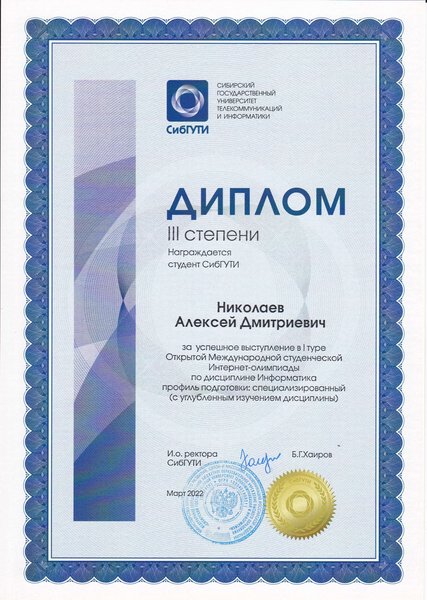 СИБИРСКИЙ
ГОСУДАРСТВЕННЫЙ
УНИВЕРСИТЕТ
ТЕЛЕКОММУНИКАЦИЙ
И ИНФОРМАТИКИ
СибГУТИ
ДИПЛОМ
III степени
Награждается
студент СибГУТИ
Николаев
Алексей Дмитриевич
за успешное выступление в I туре
Открытой Международной студенческой
Интернет-олимпиады
по дисциплине Информатика
профиль подготовки: специализированный
(с углубленным изучением дисциплины)
И.о. ректора
СибГУТИ
Б.Г.Хаиров
Март 2022